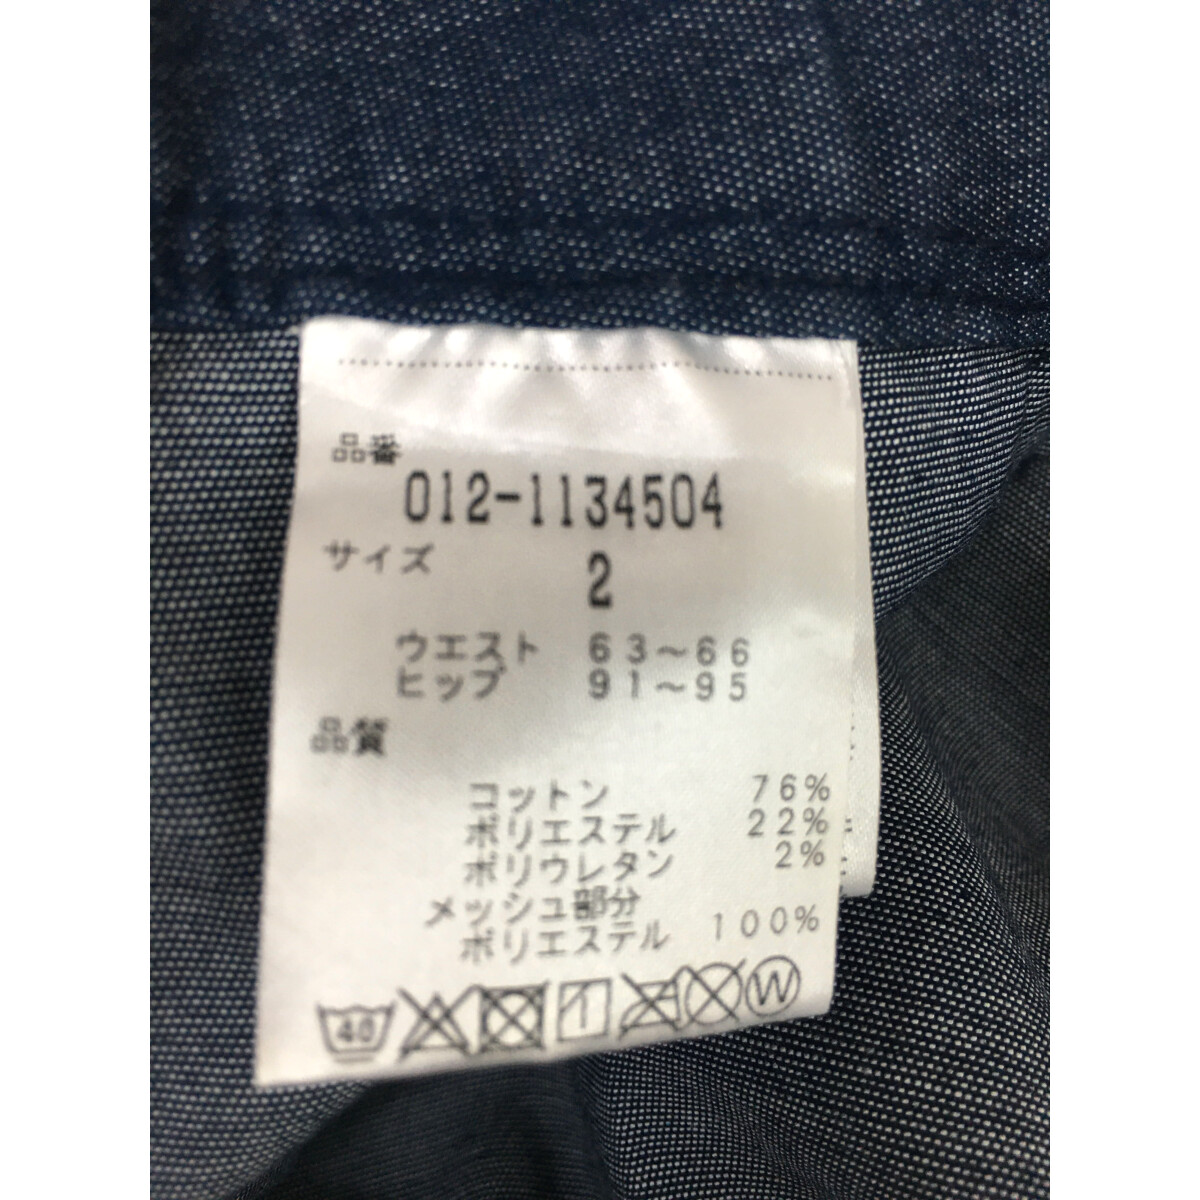 品番
012-1134504
サイズ 2
ウエスト 63～66
ヒップ 91～95
品質
コットン 76%
ポリエステル 22%
ポリウレタン 2%
メッシュ部分
ポリエステル 100%
40 W